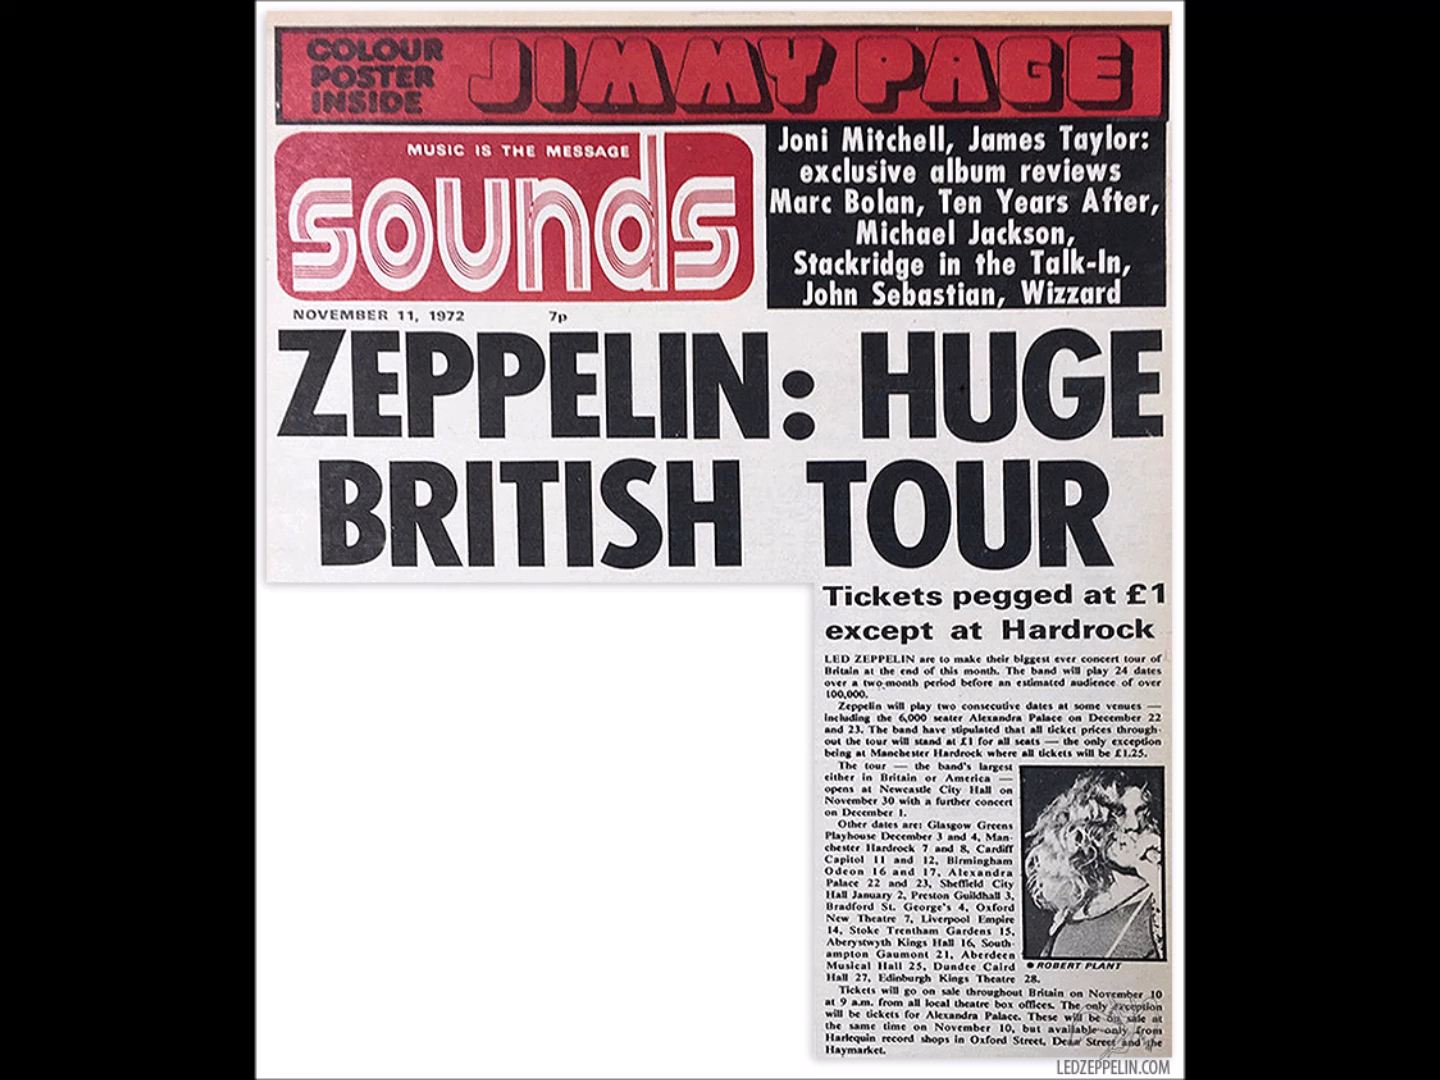 COLOUR
POSTER
INSIDE
JIMMY PAGE
MUSIC IS THE MESSAGE
sounds
Joni Mitchell, James Taylor:
exclusive album reviews
Marc Bolan, Ten Years After,
Michael Jackson,
Stackridge in the Talk-In,
John Sebastian, Wizzard
NOVEMBER 11, 1972 7p
ZEPPELIN: HUGE
BRITISH TOUR
Tickets pegged at £1
except at Hardrock
LED ZEPPELIN are to make their biggest ever concert tour of
Britain at the end of this month. The band will play 24 dates
over a two-month period before an estimated audience of over
100,000.
Zeppelin will play two consecutive dates at some venues —
including the 6,000 seater Alexandra Palace on December 22
and 23. The band have stipulated that all ticket prices through-
out the tour will stand at £1 for all seats — the only exception
being at Manchester Hardrock where all tickets will be £1.25.
The tour — the band's largest
either in Britain or America —
opens at Newcastle City Hall on
November 30 with a further concert
on December 1.
Other dates are: Glasgow Greens
Playhouse December 3 and 4, Man-
chester Hardrock 7 and 8, Cardiff
Capitol 11 and 12, Birmingham
Odeon 16 and 17, Alexandra
Palace 22 and 23, Sheffield City
Hall January 2, Preston Guildhall 3,
Bradford St. George's 4, Oxford
New Theatre 7, Liverpool Empire
14, Stoke Trentham Gardens 15,
Aberystwyth Kings Hall 16, South-
ampton Gaumont 21, Aberdeen
Musical Hall 25, Dundee Caird
Hall 27, Edinburgh Kings Theatre 28.
● ROBERT PLANT
Tickets will go on sale throughout Britain on November 10
at 9 a.m. from all local theatre box offices. The only exception
will be tickets for Alexandra Palace. These will be on sale at
the same time on November 10, but available only from
Harlequin record shops in Oxford Street, Dean Street and the
Haymarket.
LEDZEPPELIN.COM